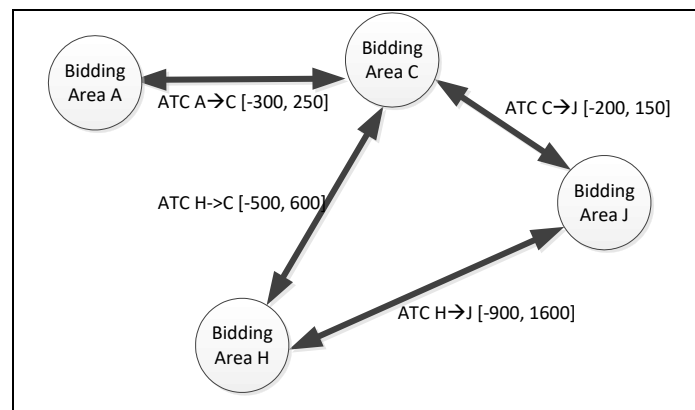 Bidding
Area A
Bidding
Area C
ATC A→C [-300, 250]
ATC C→J [-200, 150]
ATC H->C [-500, 600]
Bidding
Area J
ATC H→J [-900, 1600]
Bidding
Area H